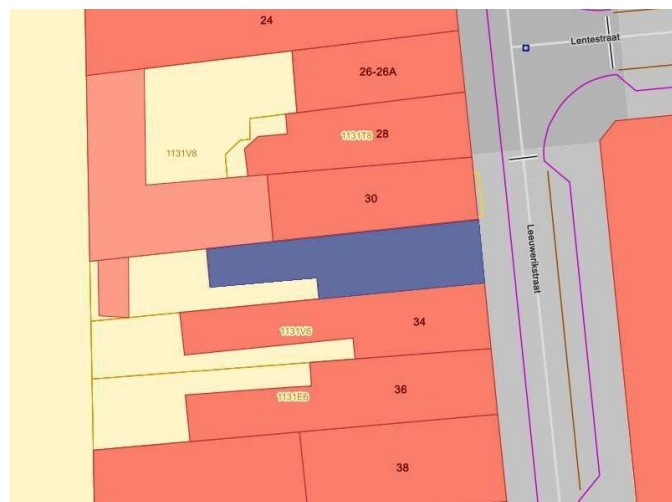 24
Lentestraat
26-26A
1131T8
28
1131V8
30
Leeuwerikstraat
34
1131V6
36
1131E6
38